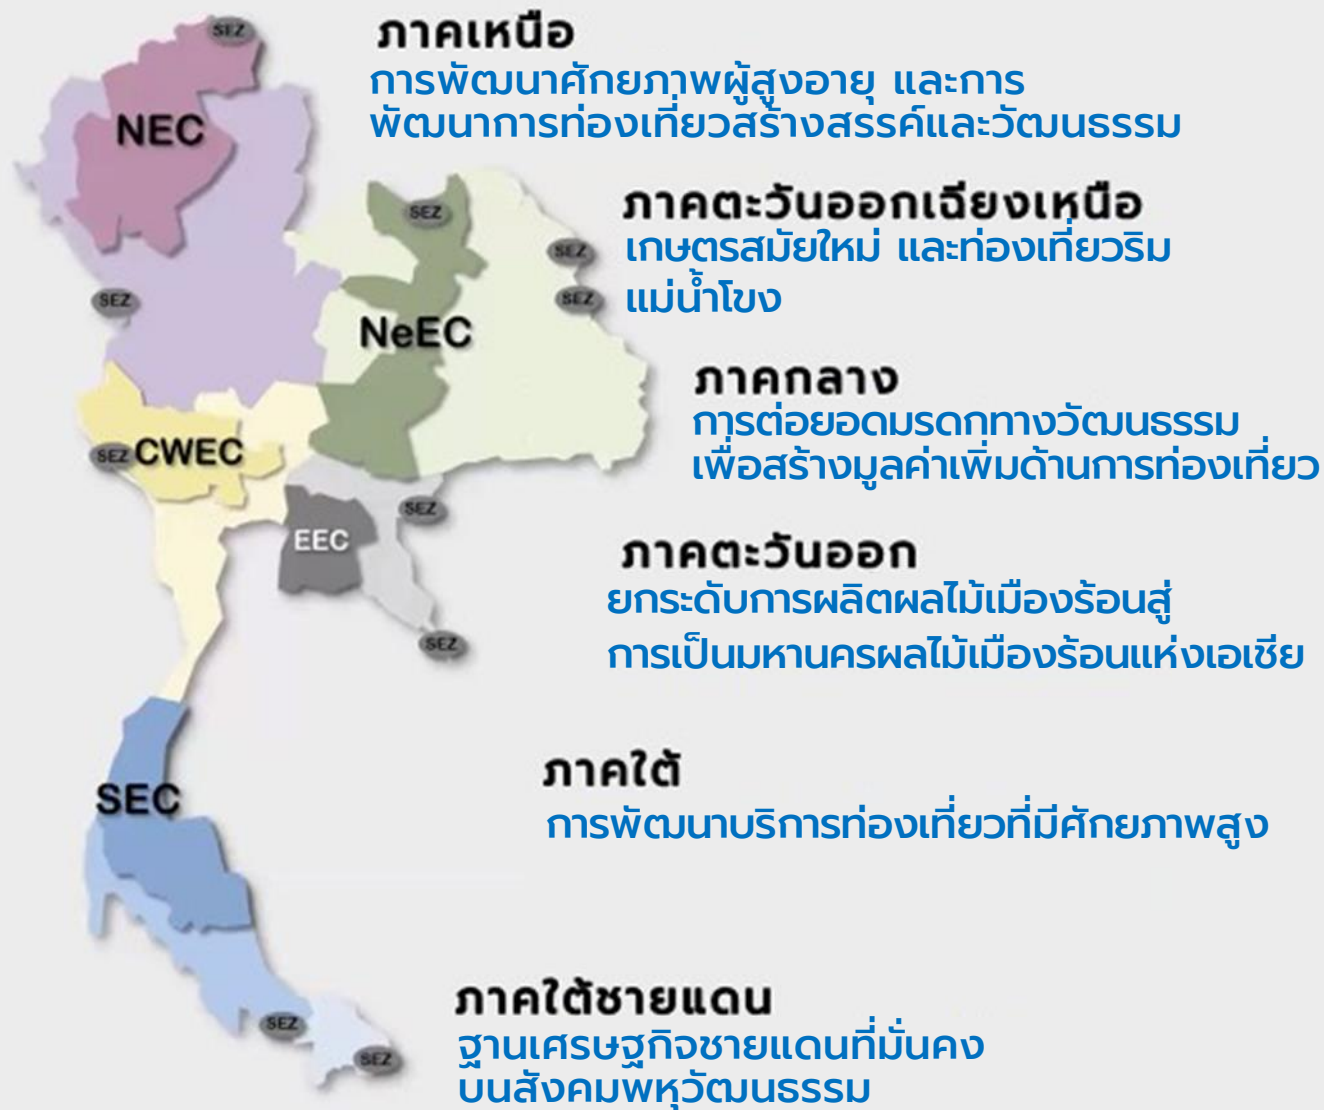 SEZ
ภาคเหนือ
การพัฒนาศักยภาพผู้สูงอายุ และการ
พัฒนาการท่องเที่ยวสร้างสรรค์และวัฒนธรรม
NEC
ภาคตะวันออกเฉียงเหนือ
SEZ
เกษตรสมัยใหม่ และท่องเที่ยวริม
SEZ
แม่น้ำโขง
SEZ
SEZ
NeEC
ภาคกลาง
การต่อยอดมรดกทางวัฒนธรรม
เพื่อสร้างมูลค่าเพิ่มด้านการท่องเที่ยว
SEZ CWEC
SEZ
EEC
ภาคตะวันออก
ยกระดับการผลิตผลไม้เมืองร้อนสู่
การเป็นมหานครผลไม้เมืองร้อนแห่งเอเชีย
SEZ
ภาคใต้
SEC
การพัฒนาบริการท่องเที่ยวที่มีศักยภาพสูง
ภาคใต้ชายแดน
SEZ
ฐานเศรษฐกิจชายแดนที่มั่นคง
SEZ
บนสังคมพหุวัฒนธรรม